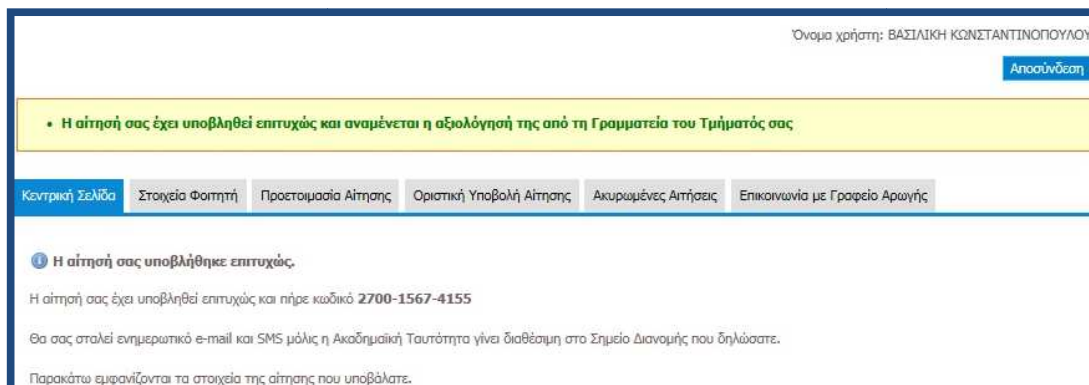 Όνομα χρήστη: ΒΑΣΙΛΙΚΗ ΚΩΝΣΤΑΝΤΙΝΟΠΟΥΛΟΥ
Αποσύνδεση
• Η αίτησή σας έχει υποβληθεί επιτυχώς και αναμένεται η αξιολόγησή της από τη Γραμματεία του Τμήματός σας
Κεντρική Σελίδα Στοιχεία Φοιτητή Προετοιμασία Αίτησης Οριστική Υποβολή Αίτησης Ακυρωμένες Αιτήσεις Επικοινωνία με Γραφείο Αρωγής
Η αίτησή σας υποβλήθηκε επιτυχώς.
Η αίτησή σας έχει υποβληθεί επιτυχώς και πήρε κωδικό 2700-1567-4155
Θα σας σταλεί ενημερωτικό e-mail και SMS μόλις η Ακαδημαϊκή Ταυτότητα γίνει διαθέσιμη στο Σημείο Διανομής που δηλώσατε.
Παρακάτω εμφανίζονται τα στοιχεία της αίτησης που υποβάλατε.